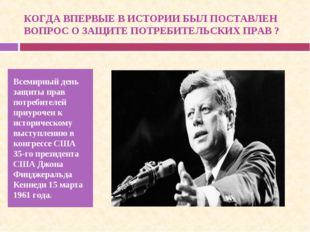 КОГДА ВПЕРВЫЕ В ИСТОРИИ БЫЛ ПОСТАВЛЕН
ВОПРОС О ЗАЩИТЕ ПОТРЕБИТЕЛЬСКИХ ПРАВ ?
Всемирный день
защиты прав
потребителей
приурочен к
историческому
выступлению в
конгрессе США
35-го президента
США Джона
Фицджеральда
Кеннеди 15 марта
1961 года.